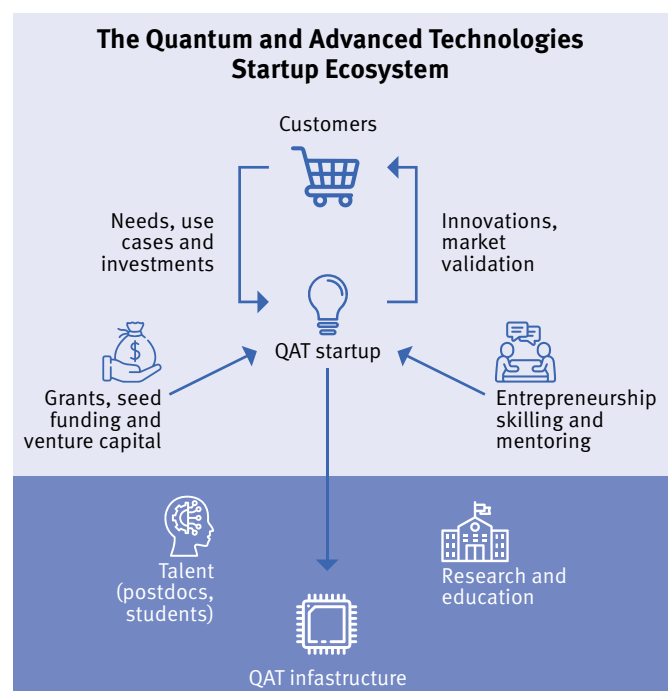 The Quantum and Advanced Technologies
Startup Ecosystem
Customers
Needs, use
cases and
investments
Innovations,
market
validation
$
QAT startup
Grants, seed
funding and
venture capital
Entrepreneurship
skilling and
mentoring
Talent
(postdocs,
students)
Research and
education
QAT infastructure